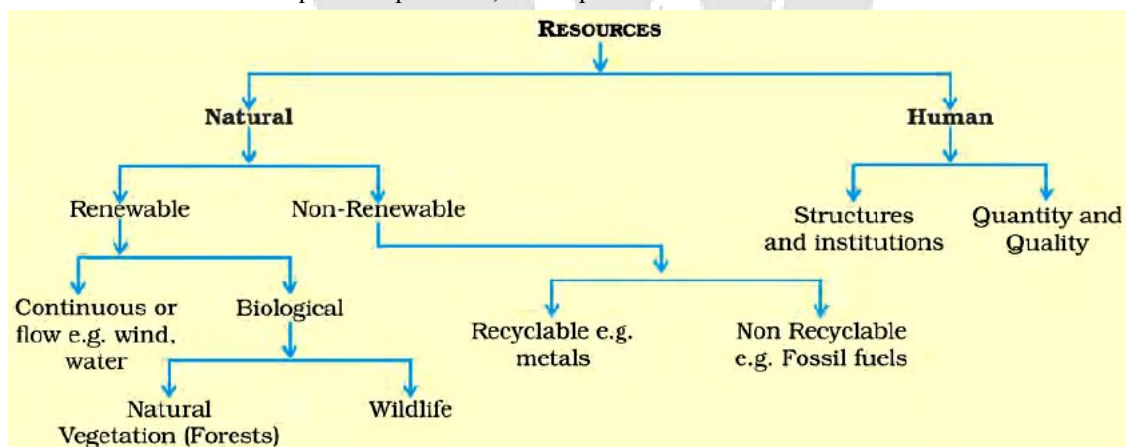 RESOURCES
Natural
Human
Renewable
Non-Renewable
Structures
and institutions
Quantity and
Quality
Continuous or
flow e.g. wind,
water
Biological
Recyclable e.g.
metals
Non Recyclable
e.g. Fossil fuels
Natural
Vegetation (Forests)
Wildlife